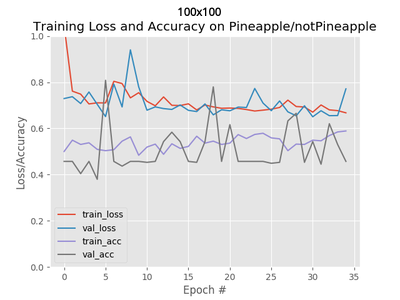 100x100
Training Loss and Accuracy on Pineapple/notPineapple
Loss/Accuracy
1.0
0.8
0.6
0.4
0.2
0.0
train_loss
val_loss
train_acc
val_acc
0 5 10 15 20 25 30 35
Epoch #